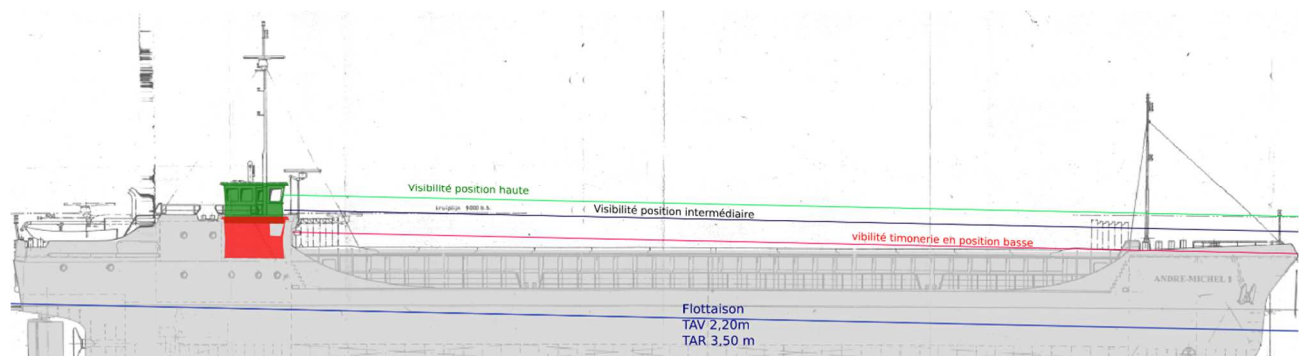 Visibilité position haute
Visibilité position intermédiaire
vibilité timonerie en position basse
ANDRE-MICHEL 1
Flottaison
TAV 2,20m
TAR 3,50 m